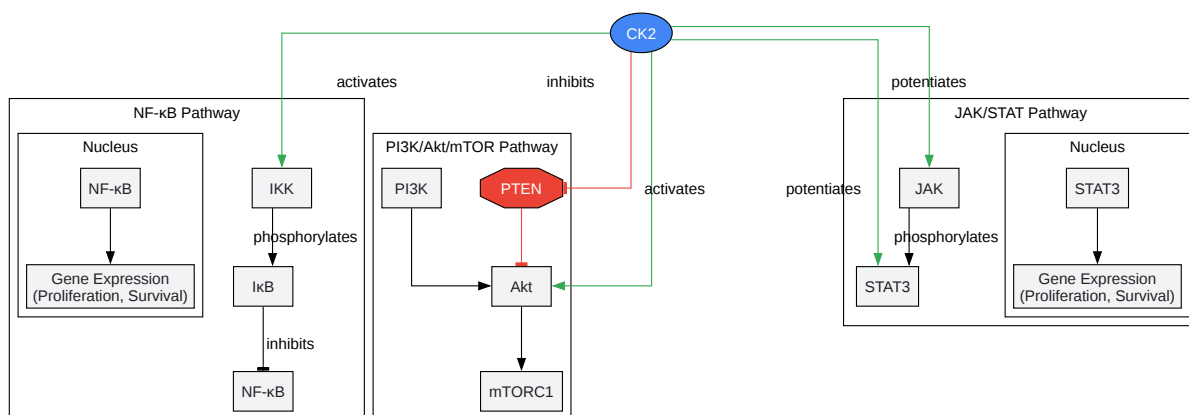 CK2
activates
inhibits
potentiates
NF-κB Pathway
PI3K/Akt/mTOR Pathway
JAK/STAT Pathway
Nucleus
Nucleus
NF-κB
IKK
PI3K
PTEN
activates
potentiates
JAK
STAT3
phosphorylates
phosphorylates
Gene Expression
(Proliferation, Survival)
IκB
Akt
STAT3
Gene Expression
(Proliferation, Survival)
inhibits
NF-κB
mTORC1